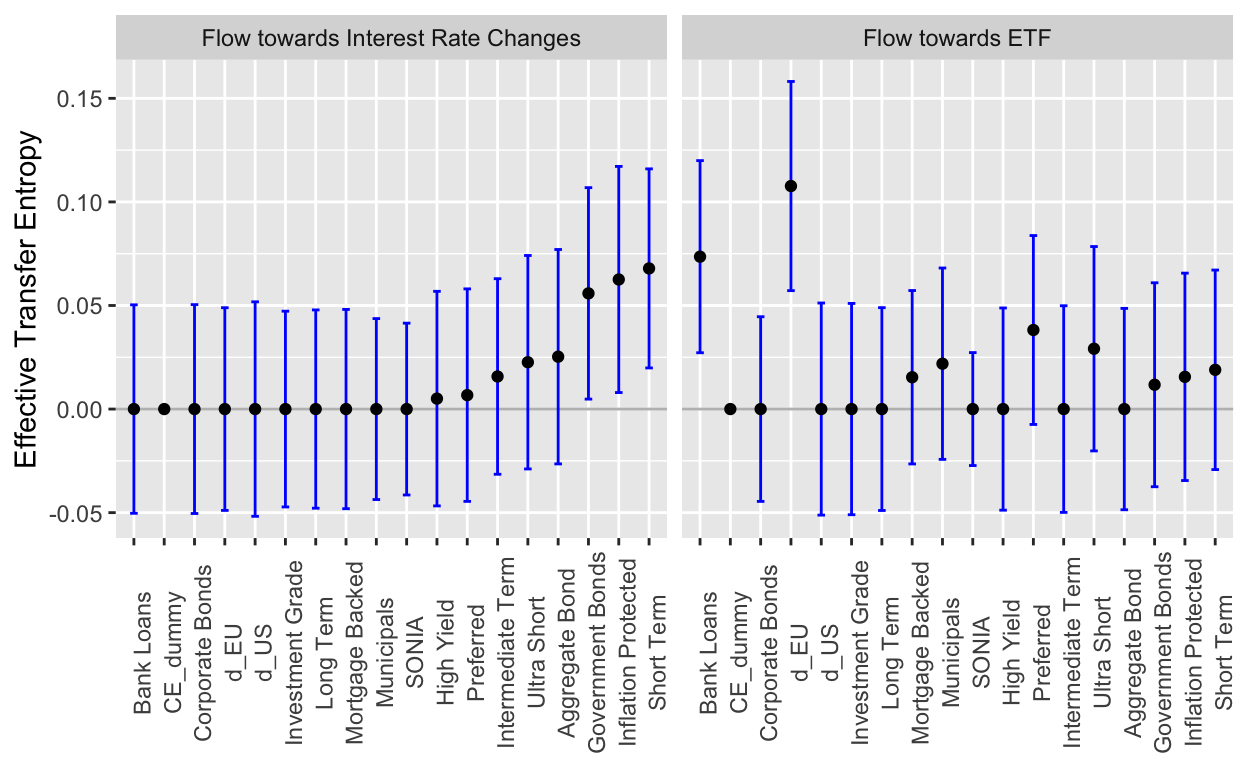 Flow towards Interest Rate Changes
Flow towards ETF
Effective Transfer Entropy
0.15
0.10
0.05
0.00
-0.05
Bank Loans
CE_dummy
Corporate Bonds
d_EU
d_US
Investment Grade
Long Term
Mortgage Backed
Municipals
SONIA
High Yield
Preferred
Intermediate Term
Ultra Short
Aggregate Bond
Government Bonds
Inflation Protected
Short Term
Bank Loans
CE_dummy
Corporate Bonds
d_EU
d_US
Investment Grade
Long Term
Mortgage Backed
Municipals
SONIA
High Yield
Preferred
Intermediate Term
Ultra Short
Aggregate Bond
Government Bonds
Inflation Protected
Short Term